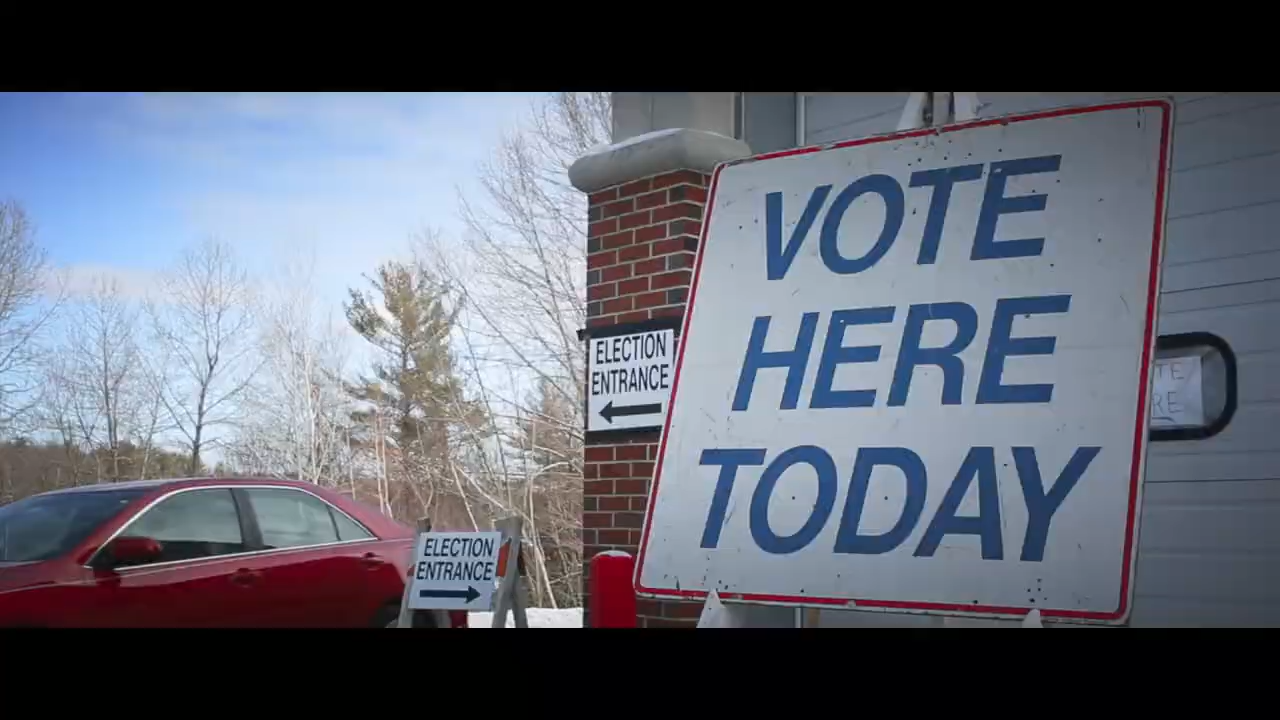 VOTE
HERE
TODAY
ELECTION
ENTRANCE
ELECTION
ENTRANCE